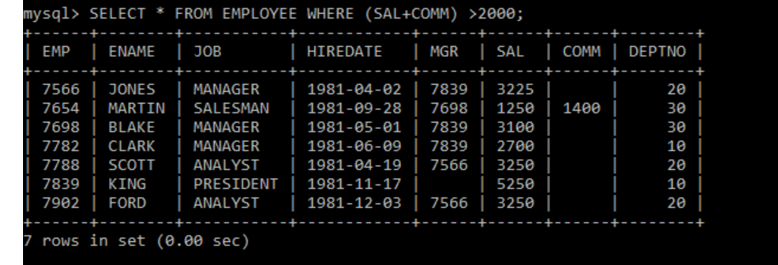 mysql> SELECT * FROM EMPLOYEE WHERE (SAL+COMM) >2000;
+------+--------+-----------+------------+------+------+------+--------+
| EMP | ENAME | JOB | HIREDATE | MGR | SAL | COMM | DEPTNO |
+------+--------+-----------+------------+------+------+------+--------+
| 7566 | JONES | MANAGER | 1981-04-02 | 7839 | 3225 | | 20 |
| 7654 | MARTIN | SALESMAN | 1981-09-28 | 7698 | 1250 | 1400 | 30 |
| 7698 | BLAKE | MANAGER | 1981-05-01 | 7839 | 3100 | | 30 |
| 7782 | CLARK | MANAGER | 1981-06-09 | 7839 | 2700 | | 10 |
| 7788 | SCOTT | ANALYST | 1981-04-19 | 7566 | 3250 | | 20 |
| 7839 | KING | PRESIDENT | 1981-11-17 | | 5250 | | 10 |
| 7902 | FORD | ANALYST | 1981-12-03 | 7566 | 3250 | | 20 |
+------+--------+-----------+------------+------+------+------+--------+
7 rows in set (0.00 sec)